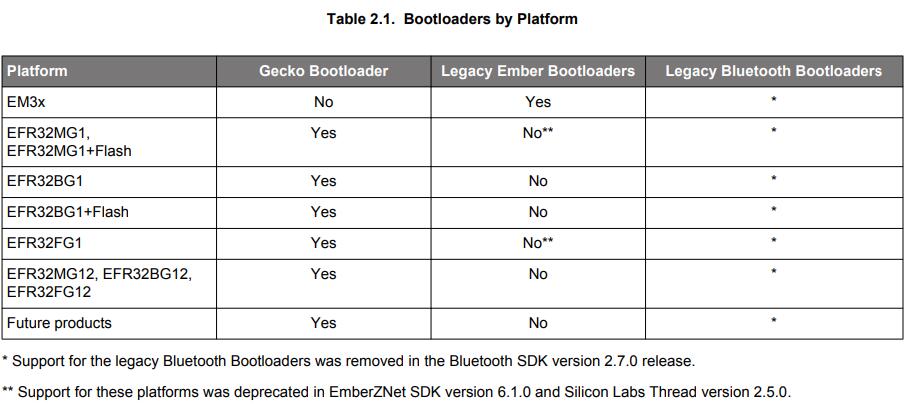 Table 2.1. Bootloaders by Platform
Platform Gecko Bootloader Legacy Ember Bootloaders Legacy Bluetooth Bootloaders
EM3x No Yes *
EFR32MG1, Yes No** *
EFR32MG1+Flash
EFR32BG1 Yes No *
EFR32BG1+Flash Yes No *
EFR32FG1 Yes No** *
EFR32MG12, EFR32BG12, Yes No *
EFR32FG12
Future products Yes No *
* Support for the legacy Bluetooth Bootloaders was removed in the Bluetooth SDK version 2.7.0 release.
** Support for these platforms was deprecated in EmberZNet SDK version 6.1.0 and Silicon Labs Thread version 2.5.0.